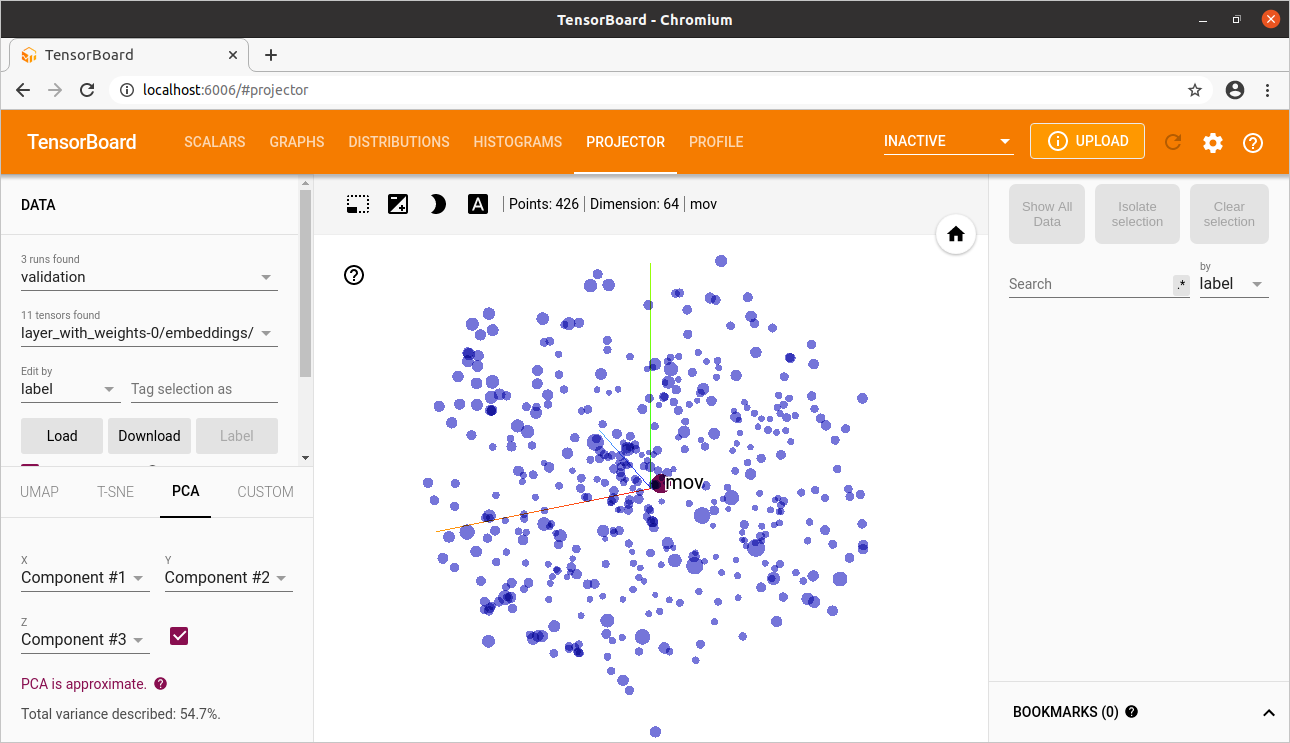 TensorBoard - Chromium
TensorBoard
localhost:6006/#projector
TensorBoard
SCALARS GRAPHS DISTRIBUTIONS HISTOGRAMS PROJECTOR PROFILE
INACTIVE
UPLOAD
DATA
3 runs found
validation
11 tensors found
layer_with_weights-0/embeddings/
Edit by
label
Tag selection as
Load Download Label
UMAP T-SNE PCA CUSTOM
X Y
Component #1 Component #2
Z
Component #3
PCA is approximate.
Total variance described: 54.7%.
A
Points: 426 | Dimension: 64 | mov
mov
Show All
Data
Isolate
selection
Clear
selection
Search
.*
by
label
BOOKMARKS (0)